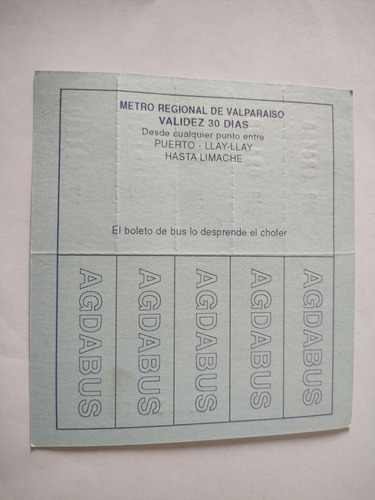 METRO REGIONAL DE VALPARAISO
VALIDEZ 30 DIAS
Desde cualquier punto entre
PUERTO - LLAY-LLAY
HASTA LIMACHE
El boleto de bus lo desprende el chofer
AGDABUS
AGDABUS
AGDABUS
AGDABUS
AGDABUS